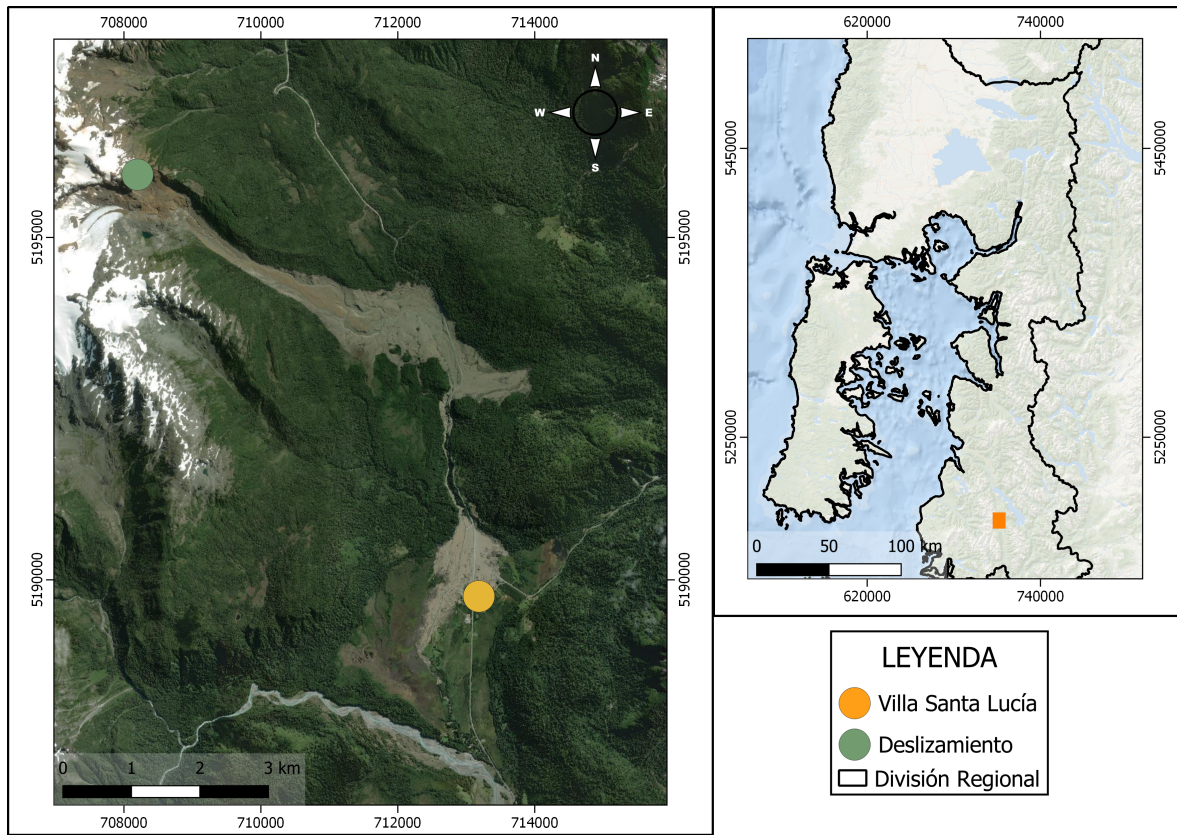 708000 710000 712000 714000
N
W E
S
5195000 5195000
5190000 5190000
0 1 2 3 km
708000 710000 712000 714000
620000 740000
5450000 5450000
5250000 5250000
0 50 100 km
620000 740000
LEYENDA
Villa Santa Lucía
Deslizamiento
División Regional